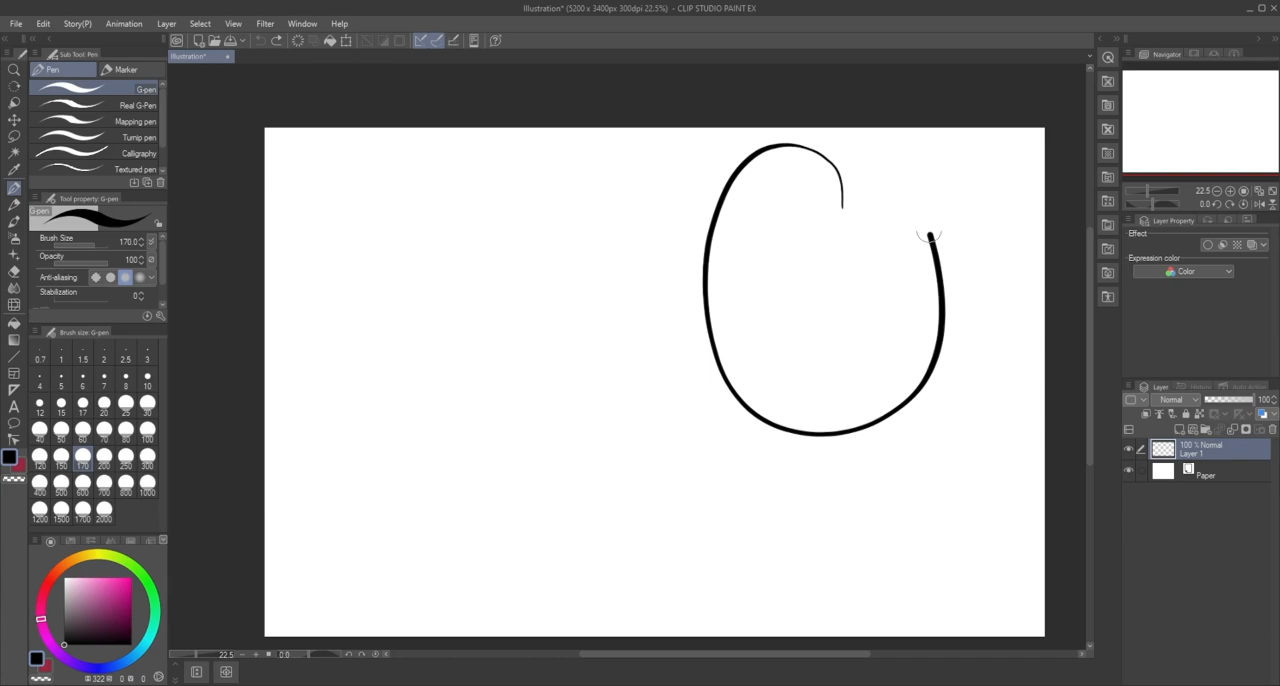 Illustration* (5200 x 3400px 300dpi 22.5%) - CLIP STUDIO PAINT EX
File Edit Story(P) Animation Layer Select View Filter Window Help
Sub Tool: Pen
Illustration*
Navigator
Pen Marker
G-pen
Real G-Pen
Mapping pen
Turnip pen
Calligraphy
Textured pen
Tool property: G-pen
G-pen
Brush Size 170.0
Opacity 100
Anti-aliasing
Stabilization 0
Brush size: G-pen
0.7 1 1.5 2 2.5 3
4 5 6 7 8 10
12 15 17 20 25 30
40 50 60 70 80 100
120 150 170 200 250 300
400 500 600 700 800 1000
1200 1500 1700 2000
322 0 0
22.5 0.0
22.5
0.0
Layer Property
Effect
Expression color
Color
Layer History Auto Action
Normal 100
100 % Normal
Layer 1
Paper